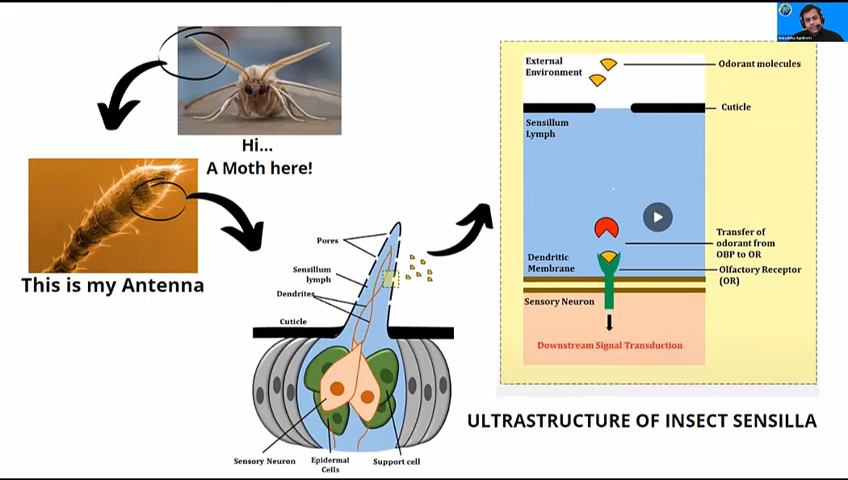 Hi...
A Moth here!
This is my Antenna
Pores
Sensillum
lymph
Dendrites
Cuticle
Sensory Neuron
Epidermal
Cells
Support cell
External
Environment
Odorant molecules
Cuticle
Sensillum
Lymph
Transfer of
odorant from
OBP to OR
Dendritic
Membrane
Olfactory Receptor
(OR)
Sensory Neuron
Downstream Signal Transduction
ULTRASTRUCTURE OF INSECT SENSILLA